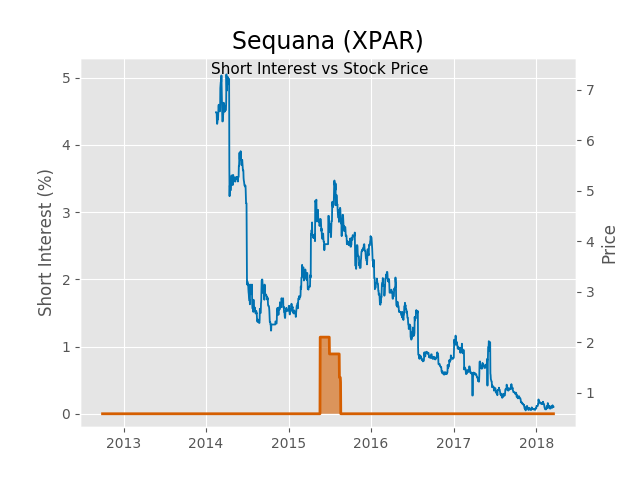 Sequana (XPAR)
Short Interest vs Stock Price
Short Interest (%)
5
4
3
2
1
0
7
6
5
4
3
2
1
Price
2013 2014 2015 2016 2017 2018